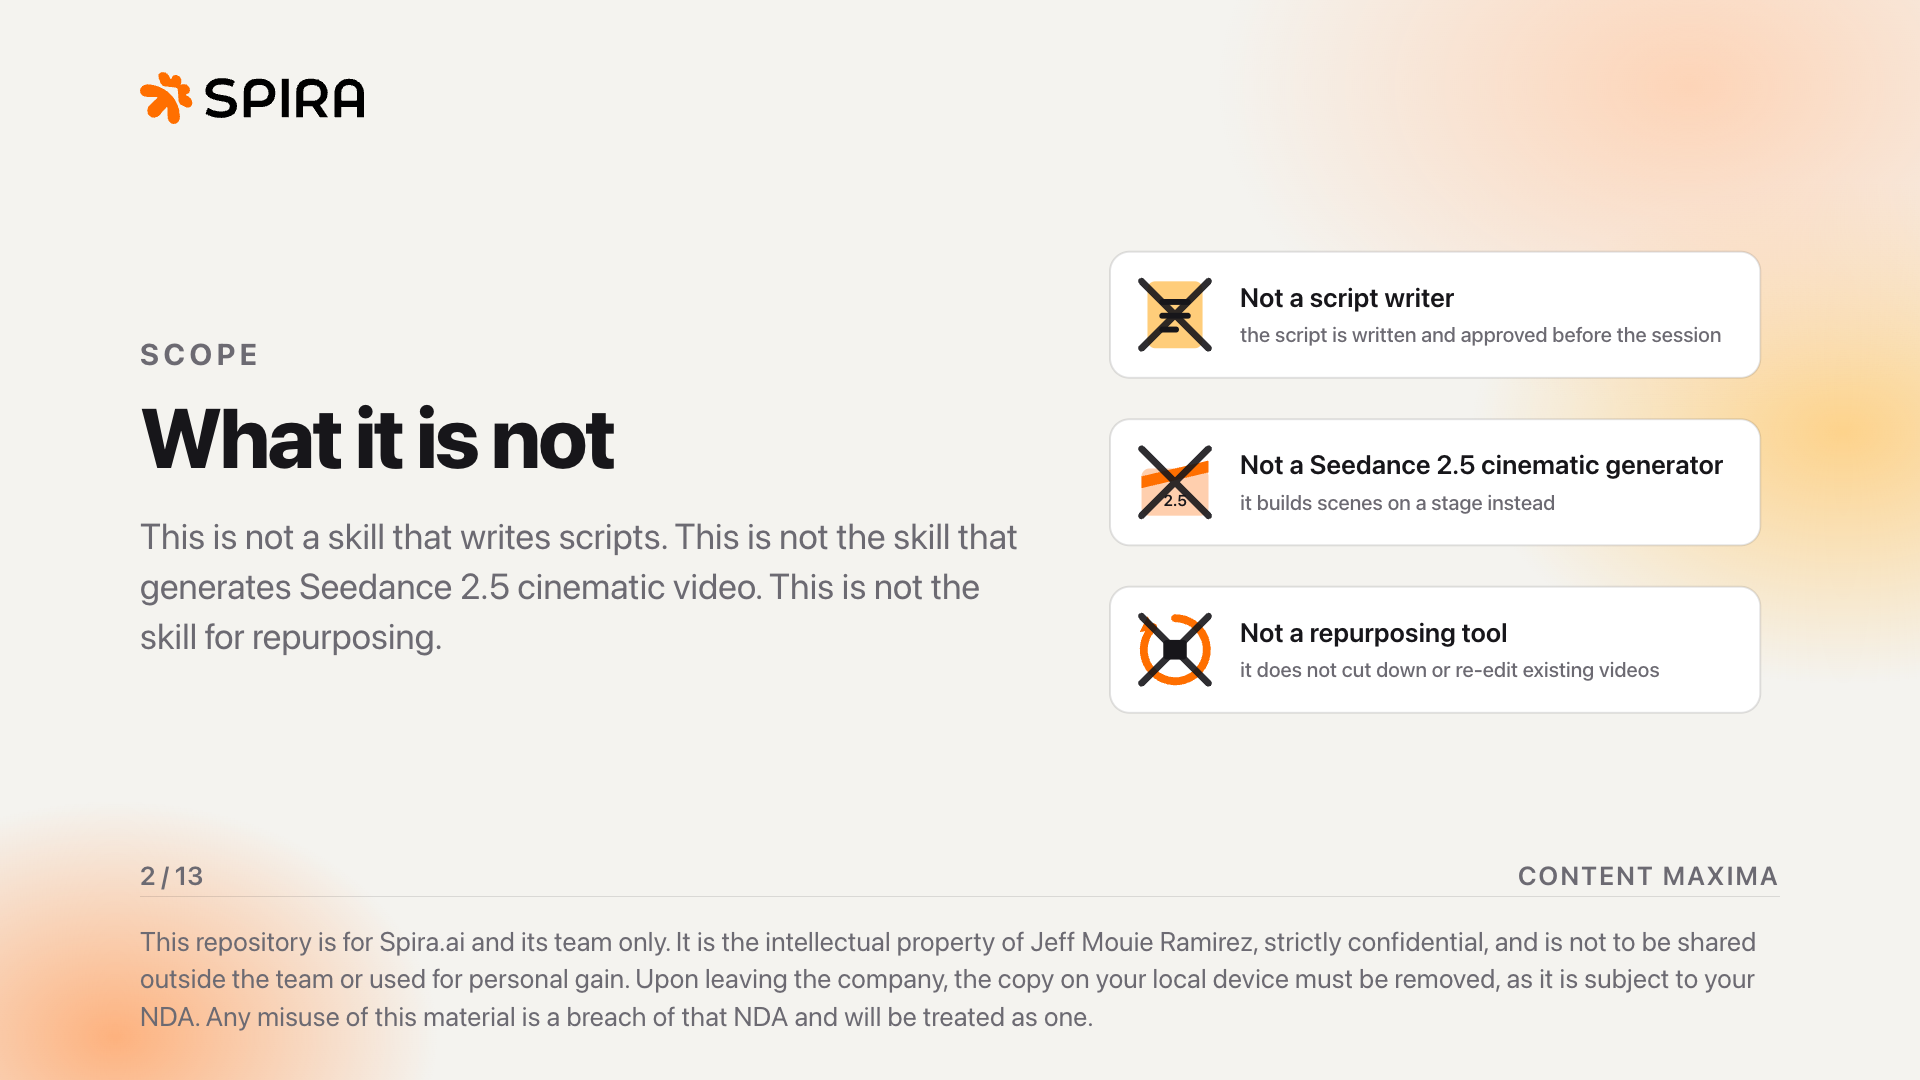 SPIRA
SCOPE
What it is not
This is not a skill that writes scripts. This is not the skill that
generates Seedance 2.5 cinematic video. This is not the
skill for repurposing.
Not a script writer
the script is written and approved before the session
2.5
Not a Seedance 2.5 cinematic generator
it builds scenes on a stage instead
Not a repurposing tool
it does not cut down or re-edit existing videos
2 / 13
CONTENT MAXIMA
This repository is for Spira.ai and its team only. It is the intellectual property of Jeff Mouie Ramirez, strictly confidential, and is not to be shared
outside the team or used for personal gain. Upon leaving the company, the copy on your local device must be removed, as it is subject to your
NDA. Any misuse of this material is a breach of that NDA and will be treated as one.